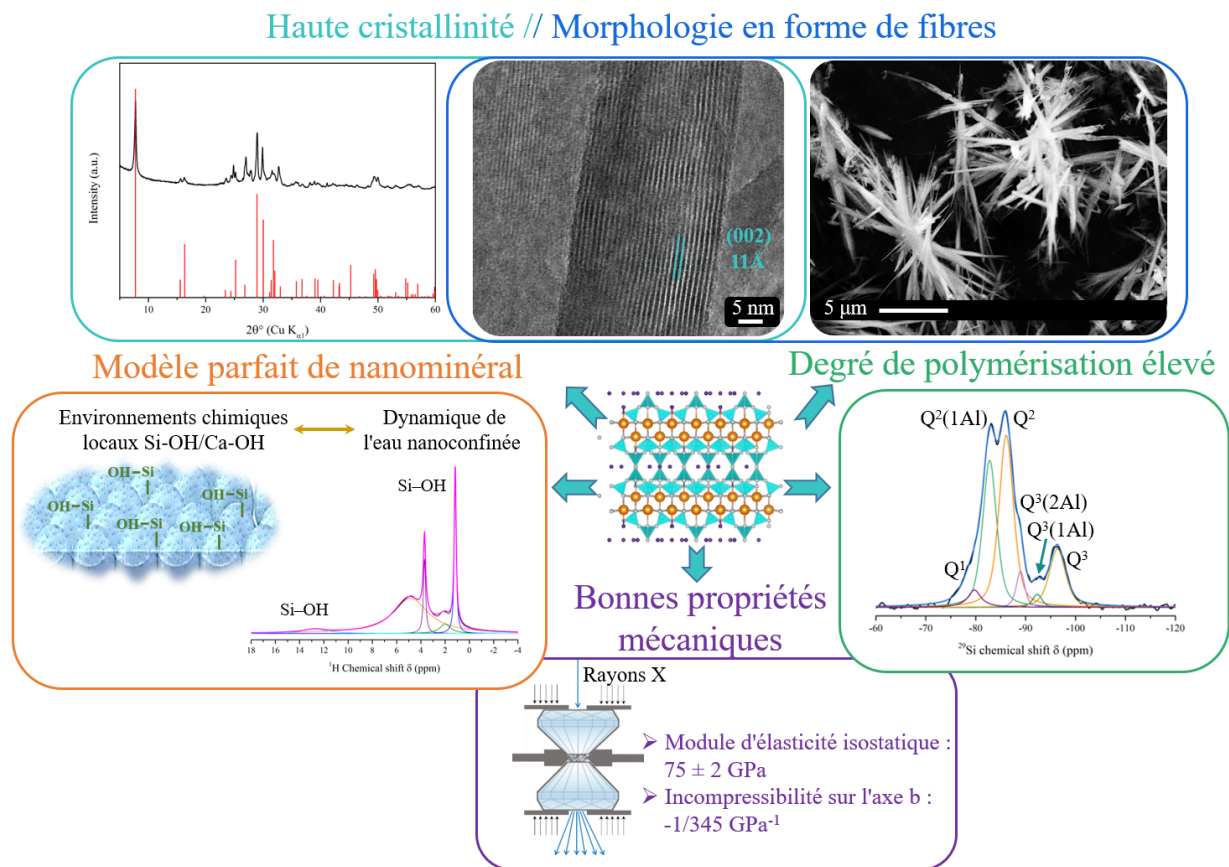 Haute cristallinité // Morphologie en forme de fibres
Intensity (a.u.)
10 20 30 40 50 60
2θ° (Cu Kα1)
(002)
11Å
5 nm
5 µm
Modèle parfait de nanominéral
Environnements chimiques
locaux Si-OH/Ca-OH
Dynamique de
l'eau nanoconfinée
OH–Si
OH–Si
OH–Si
OH–Si
OH–Si
Si–OH
Si–OH
18 16 14 12 10 8 6 4 2 0 -2 -4
¹H Chemical shift δ (ppm)
Degré de polymérisation élevé
Q²(1Al)
Q²
Q³(2Al)
Q³(1Al)
Q¹
Q³
-60 -70 -80 -90 -100 -110 -120
²⁹Si Chemical shift δ (ppm)
Bonnes propriétés
mécaniques
Rayons X
➢ Module d'élasticité isostatique :
75 ± 2 GPa
➢ Incompressibilité sur l'axe b :
-1/345 GPa⁻¹